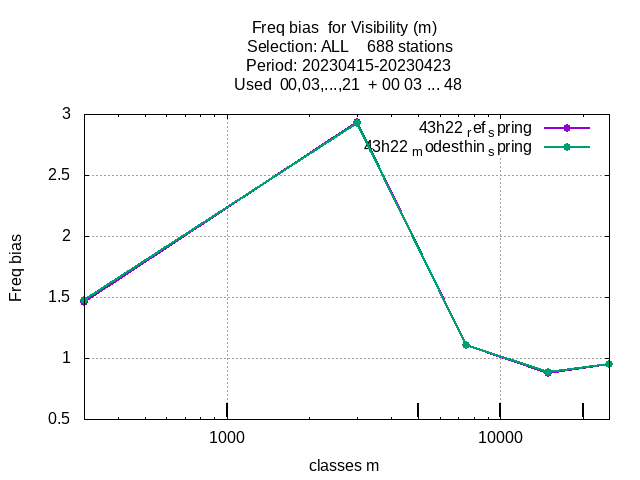 Freq bias  for Visibility (m)
Selection: ALL    688 stations
Period: 20230415-20230423
Used  00,03,...,21  + 00 03 ... 48
3
43h22 ref spring
43h22 modesthin spring
2.5
2
Freq bias
1.5
1
0.5
1000
10000
classes m